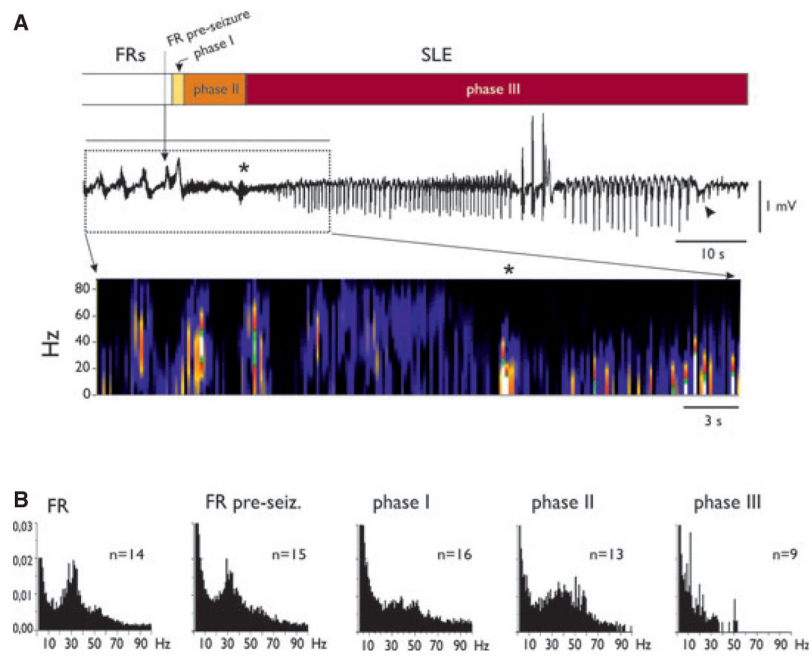 A
FR pre-seizure
phase I
FRs
SLE
phase II
phase III
*
1 mV
10 s
*
80
60
40
20
0
Hz
3 s
B
FR
FR pre-seiz.
phase I
phase II
phase III
0,03
0,02
0,01
0,00
n=14
n=15
n=16
n=13
n=9
10 30 50 70 90 Hz
10 30 50 70 90 Hz
10 30 50 70 90 Hz
10 30 50 70 90 Hz
10 30 50 70 90 Hz